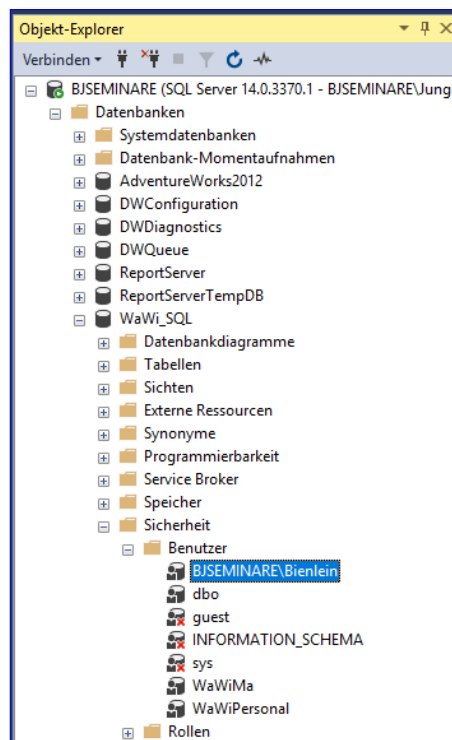 Objekt-Explorer
Verbinden
BJSEMINARE (SQL Server 14.0.3370.1 - BJSEMINARE\Jung
Datenbanken
Systemdatenbanken
Datenbank-Momentaufnahmen
AdventureWorks2012
DWConfiguration
DWDiagnostics
DWQueue
ReportServer
ReportServerTempDB
WaWi_SQL
Datenbankdiagramme
Tabellen
Sichten
Externe Ressourcen
Synonyme
Programmierbarkeit
Service Broker
Speicher
Sicherheit
Benutzer
BJSEMINARE\Bienlein
dbo
guest
INFORMATION_SCHEMA
sys
WaWiMa
WaWiPersonal
Rollen